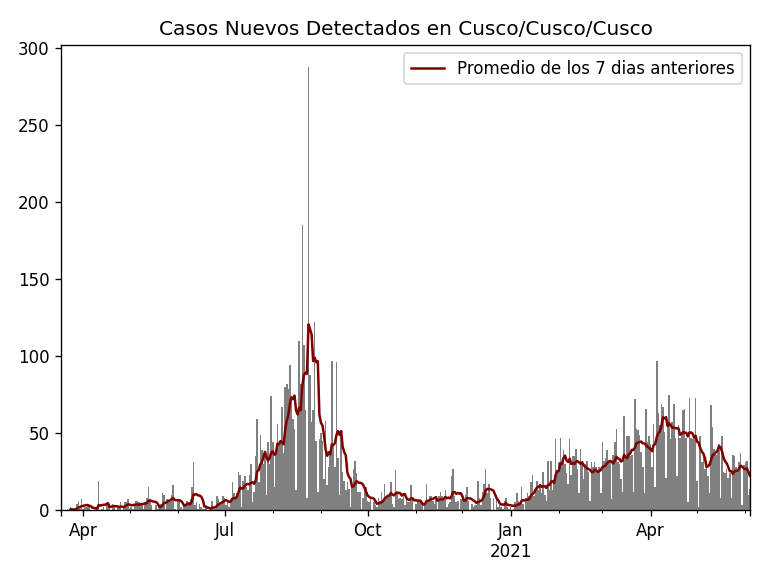 Casos Nuevos Detectados en Cusco/Cusco/Cusco
Promedio de los 7 dias anteriores
300
250
200
150
100
50
0
Apr Jul Oct Jan Apr
2021